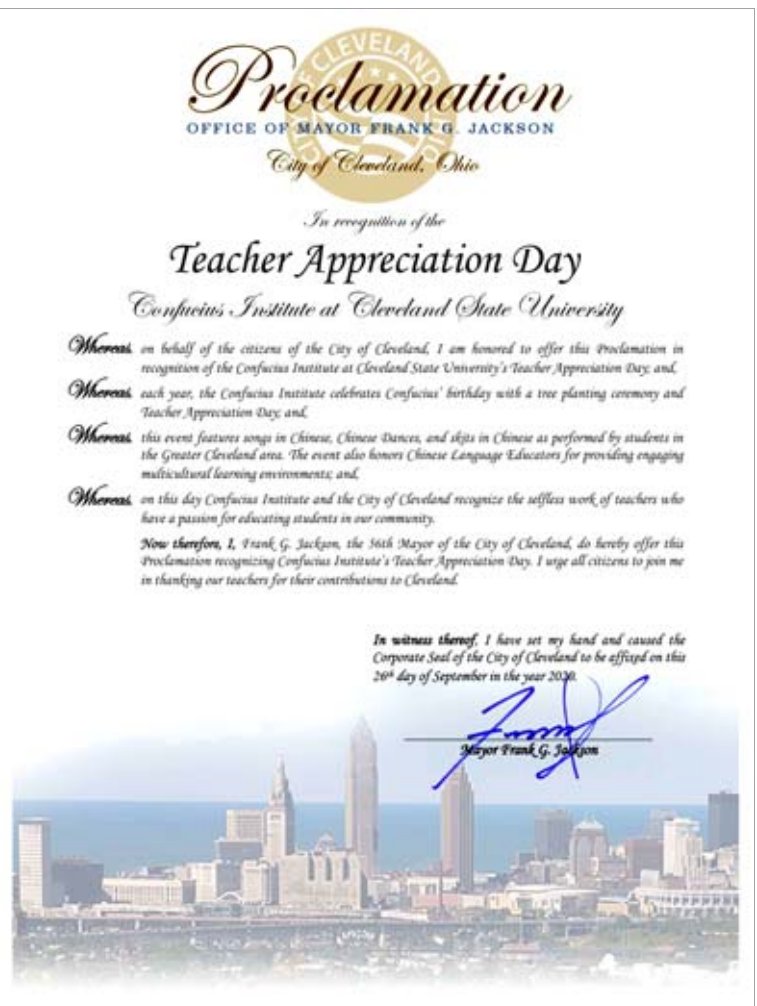 CITY OF CLEVELAND, OHIO
Proclamation
OFFICE OF MAYOR FRANK G. JACKSON
City of Cleveland, Ohio
In recognition of the
Teacher Appreciation Day
Confucius Institute at Cleveland State University
Whereas, on behalf of the citizens of the City of Cleveland, I am honored to offer this Proclamation in
recognition of the Confucius Institute at Cleveland State University's Teacher Appreciation Day; and,
Whereas, each year, the Confucius Institute celebrates Confucius' birthday with a tree planting ceremony and
Teacher Appreciation Day; and,
Whereas, this event features songs in Chinese, Chinese Dances, and skits in Chinese as performed by students in
the Greater Cleveland area. The event also honors Chinese Language Educators for providing engaging
multicultural learning environments; and,
Whereas, on this day Confucius Institute and the City of Cleveland recognize the selfless work of teachers who
have a passion for educating students in our community.
Now therefore, I, Frank G. Jackson, the 56th Mayor of the City of Cleveland, do hereby offer this
Proclamation recognizing Confucius Institute's Teacher Appreciation Day. I urge all citizens to join me
in thanking our teachers for their contributions to Cleveland.
In witness thereof, I have set my hand and caused the
Corporate Seal of the City of Cleveland to be affixed on this
26th day of September in the year 2020.
Mayor Frank G. Jackson